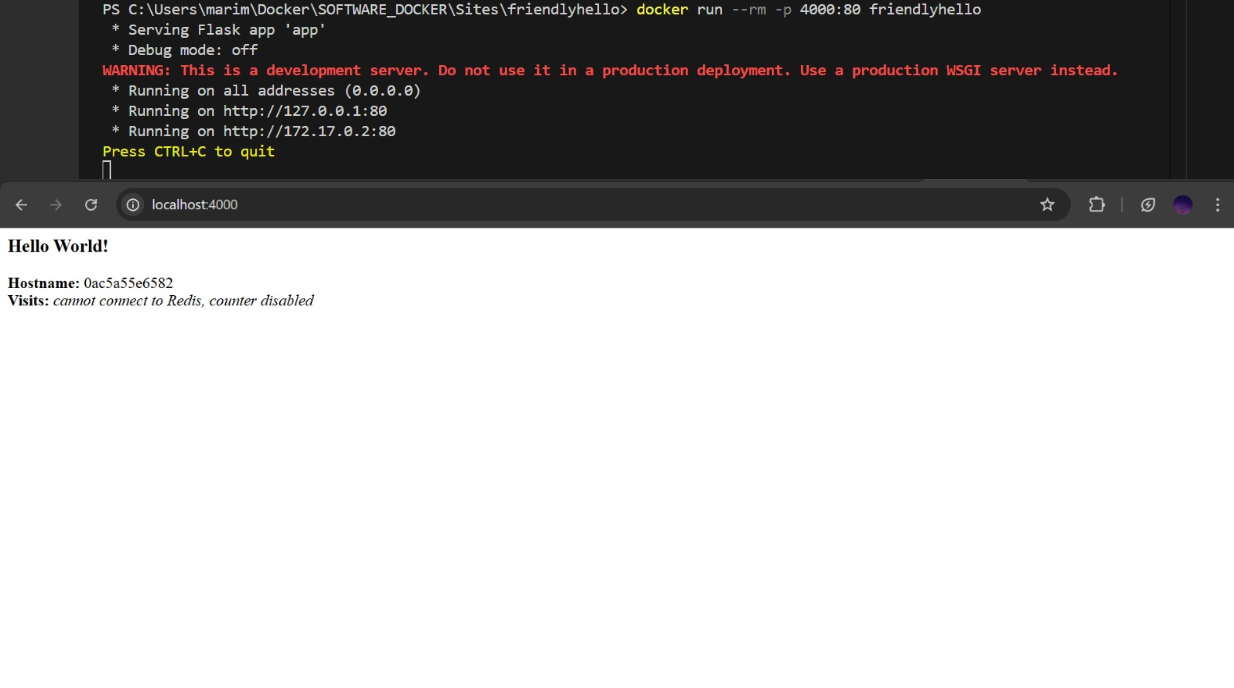 PS C:\Users\marim\Docker\SOFTWARE_DOCKER\Sites\friendlyhello> docker run --rm -p 4000:80 friendlyhello
* Serving Flask app 'app'
* Debug mode: off
WARNING: This is a development server. Do not use it in a production deployment. Use a production WSGI server instead.
* Running on all addresses (0.0.0.0)
* Running on http://127.0.0.1:80
* Running on http://172.17.0.2:80
Press CTRL+C to quit
localhost:4000
Hello World!
Hostname: 0ac5a55e6582
Visits: cannot connect to Redis, counter disabled